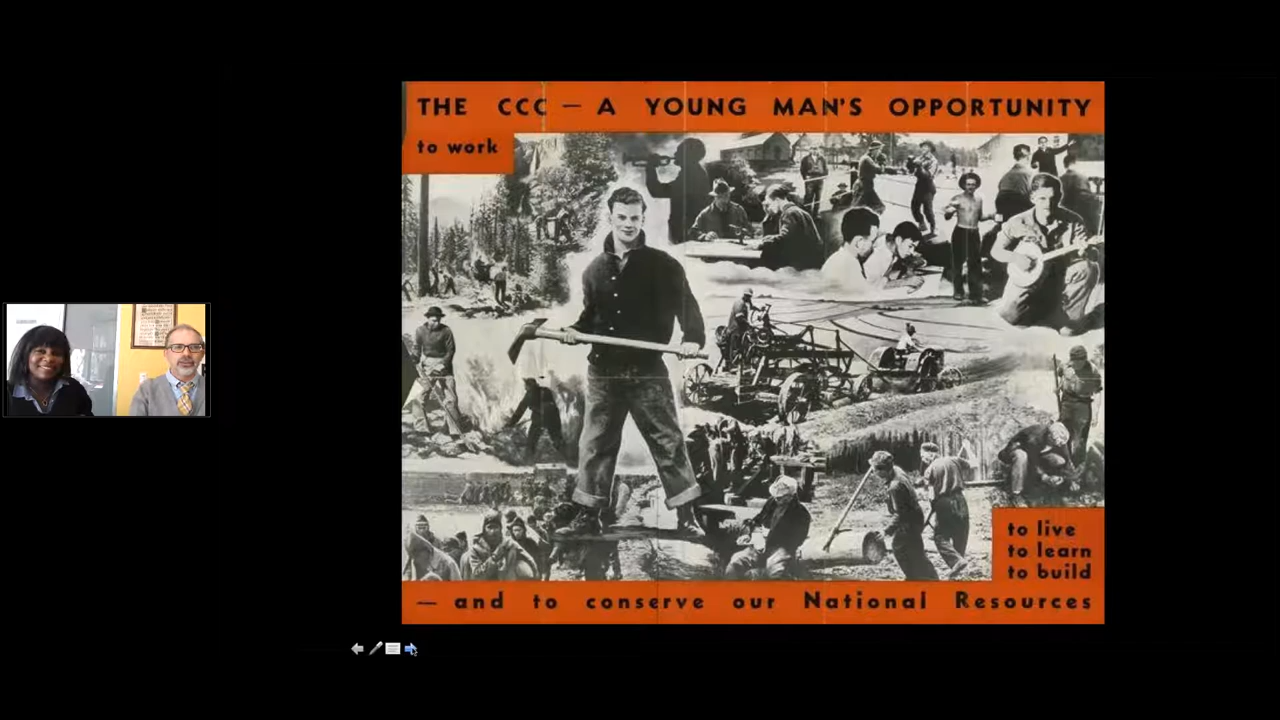 THE CCC — A YOUNG MAN'S OPPORTUNITY
to work
to live
to learn
to build
— and to conserve our National Resources